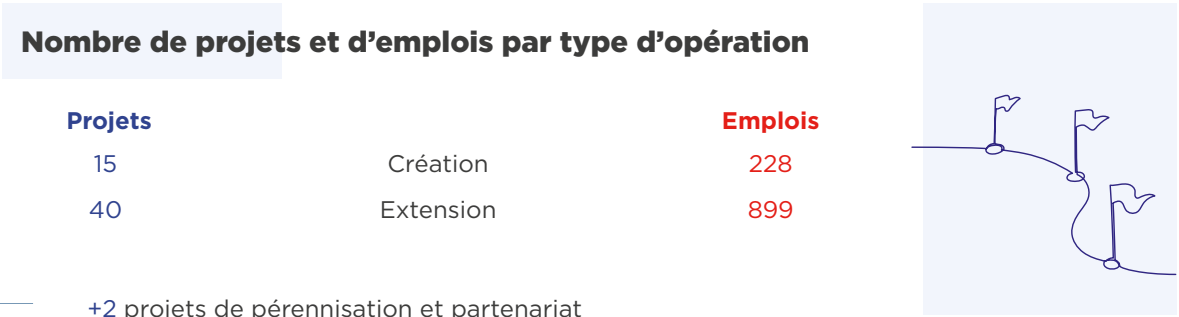 Nombre de projets et d’emplois par type d’opération
Projets Emplois
15 Création 228
40 Extension 899
+2 projets de pérennisation et partenariat